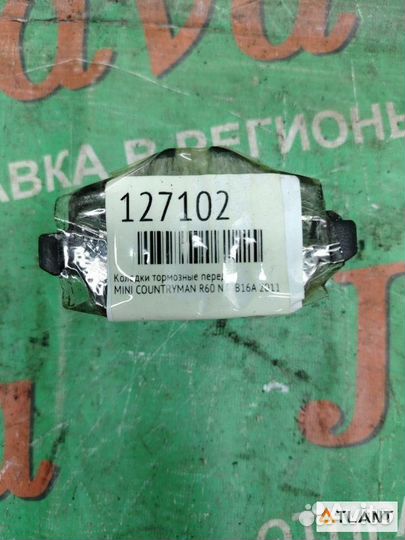 АВКА В РЕГИОНЫ
127102
Колодки тормозные перед
MINI COUNTRYMAN R60 B16A 2011
ATLANT